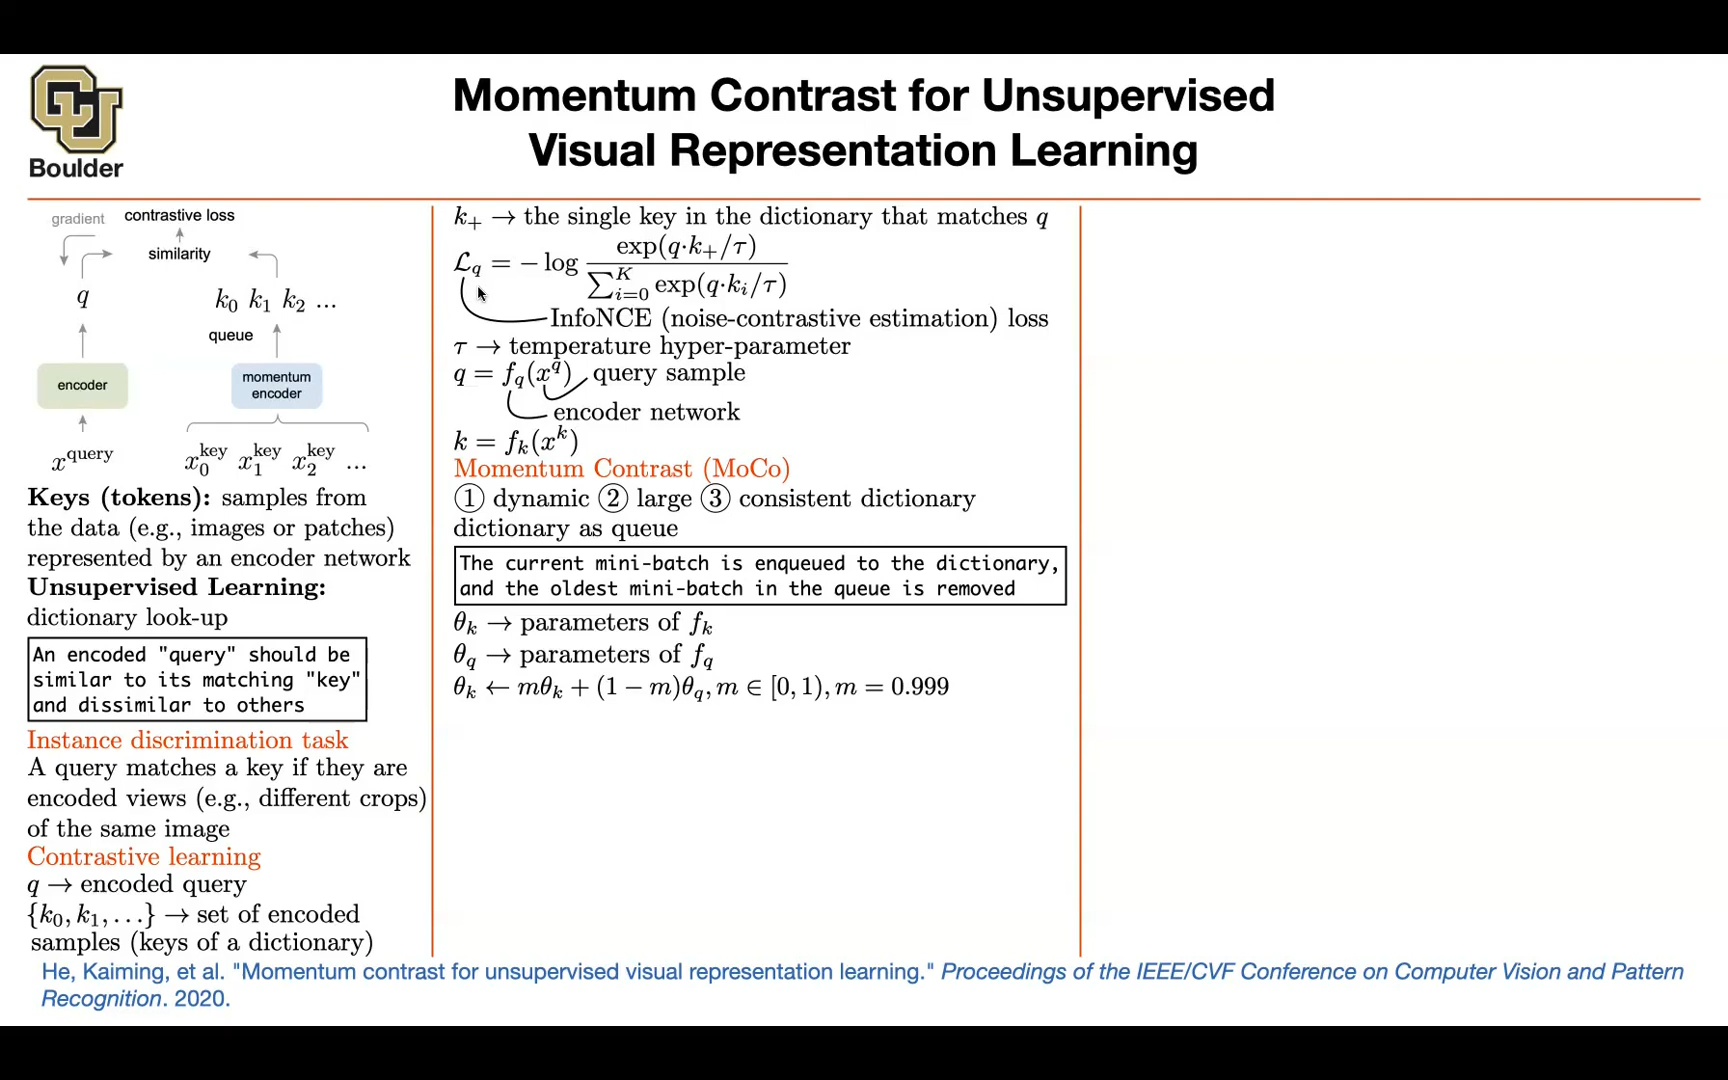 CU
Boulder
Momentum Contrast for Unsupervised
Visual Representation Learning
gradient contrastive loss
similarity
q k₀ k₁ k₂ ...
queue
encoder
momentum
encoder
x^query x₀^key x₁^key x₂^key ...
Keys (tokens): samples from
the data (e.g., images or patches)
represented by an encoder network
Unsupervised Learning:
dictionary look-up
An encoded "query" should be
similar to its matching "key"
and dissimilar to others
Instance discrimination task
A query matches a key if they are
encoded views (e.g., different crops)
of the same image
Contrastive learning
q → encoded query
{k₀, k₁, . . .} → set of encoded
samples (keys of a dictionary)
k₊ → the single key in the dictionary that matches q
ℒ_q = − log exp(q·k₊/τ) / ∑_{i=0}^{K} exp(q·k_i/τ)
InfoNCE (noise-contrastive estimation) loss
τ → temperature hyper-parameter
q = f_q(x^q) query sample
encoder network
k = f_k(x^k)
Momentum Contrast (MoCo)
① dynamic ② large ③ consistent dictionary
dictionary as queue
The current mini-batch is enqueued to the dictionary,
and the oldest mini-batch in the queue is removed
θ_k → parameters of f_k
θ_q → parameters of f_q
θ_k ← mθ_k + (1 − m)θ_q, m ∈ [0, 1), m = 0.999
He, Kaiming, et al. "Momentum contrast for unsupervised visual representation learning." Proceedings of the IEEE/CVF Conference on Computer Vision and Pattern
Recognition. 2020.